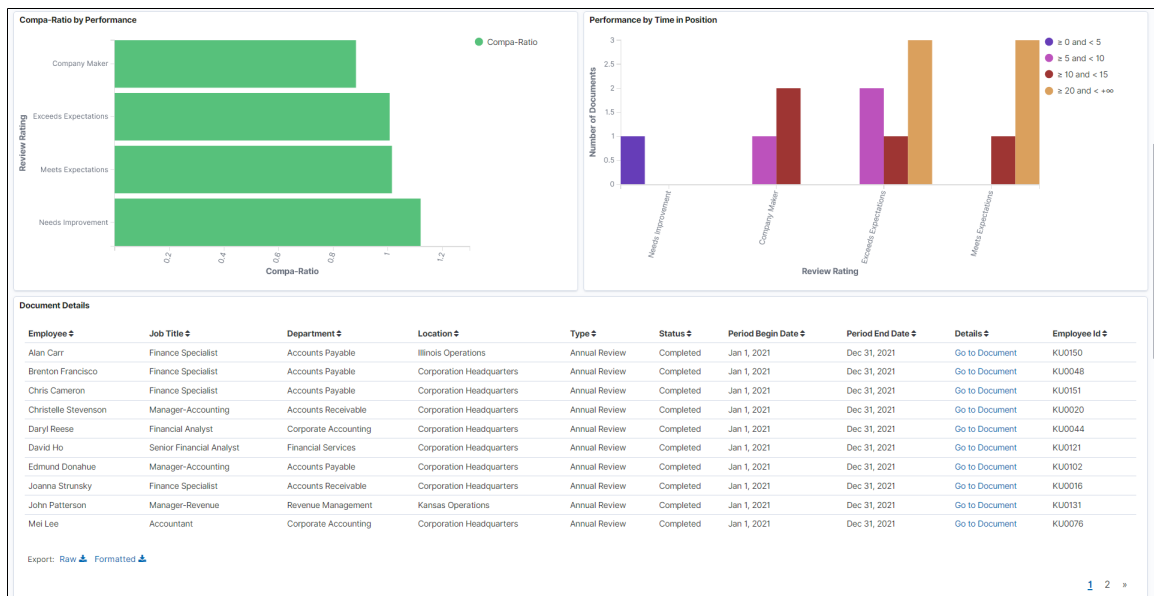 Compa-Ratio by Performance
Review Rating
Company Maker
Exceeds Expectations
Meets Expectations
Needs Improvement
0.2 0.4 0.6 0.8 1 1.2
Compa-Ratio
Compa-Ratio
Performance by Time in Position
Number of Documents
3
2.5
2
1.5
1
0.5
0
Needs Improvement
Company Maker
Exceeds Expectations
Meets Expectations
Review Rating
≥ 0 and < 5
≥ 5 and < 10
≥ 10 and < 15
≥ 20 and < +∞
Document Details
Employee Job Title Department Location Type Status Period Begin Date Period End Date Details Employee Id
Alan Carr Finance Specialist Accounts Payable Illinois Operations Annual Review Completed Jan 1, 2021 Dec 31, 2021 Go to Document KU0150
Brenton Francisco Finance Specialist Accounts Payable Corporation Headquarters Annual Review Completed Jan 1, 2021 Dec 31, 2021 Go to Document KU0048
Chris Cameron Finance Specialist Accounts Payable Corporation Headquarters Annual Review Completed Jan 1, 2021 Dec 31, 2021 Go to Document KU0151
Christelle Stevenson Manager-Accounting Accounts Receivable Corporation Headquarters Annual Review Completed Jan 1, 2021 Dec 31, 2021 Go to Document KU0020
Daryl Reese Financial Analyst Corporate Accounting Corporation Headquarters Annual Review Completed Jan 1, 2021 Dec 31, 2021 Go to Document KU0044
David Ho Senior Financial Analyst Financial Services Corporation Headquarters Annual Review Completed Jan 1, 2021 Dec 31, 2021 Go to Document KU0121
Edmund Donahue Manager-Accounting Accounts Payable Corporation Headquarters Annual Review Completed Jan 1, 2021 Dec 31, 2021 Go to Document KU0102
Joanna Strunsky Finance Specialist Accounts Receivable Corporation Headquarters Annual Review Completed Jan 1, 2021 Dec 31, 2021 Go to Document KU0016
John Patterson Manager-Revenue Revenue Management Kansas Operations Annual Review Completed Jan 1, 2021 Dec 31, 2021 Go to Document KU0131
Mei Lee Accountant Corporate Accounting Corporation Headquarters Annual Review Completed Jan 1, 2021 Dec 31, 2021 Go to Document KU0076
Export: Raw Formatted
1 2 »